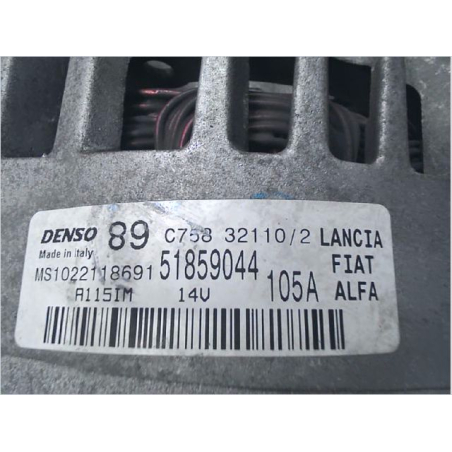 DENSO 89 C758 32110/2 LANCIA
Made in Italy 51859044 FIAT
MS1022118691 105A ALFA
A115IM 14V